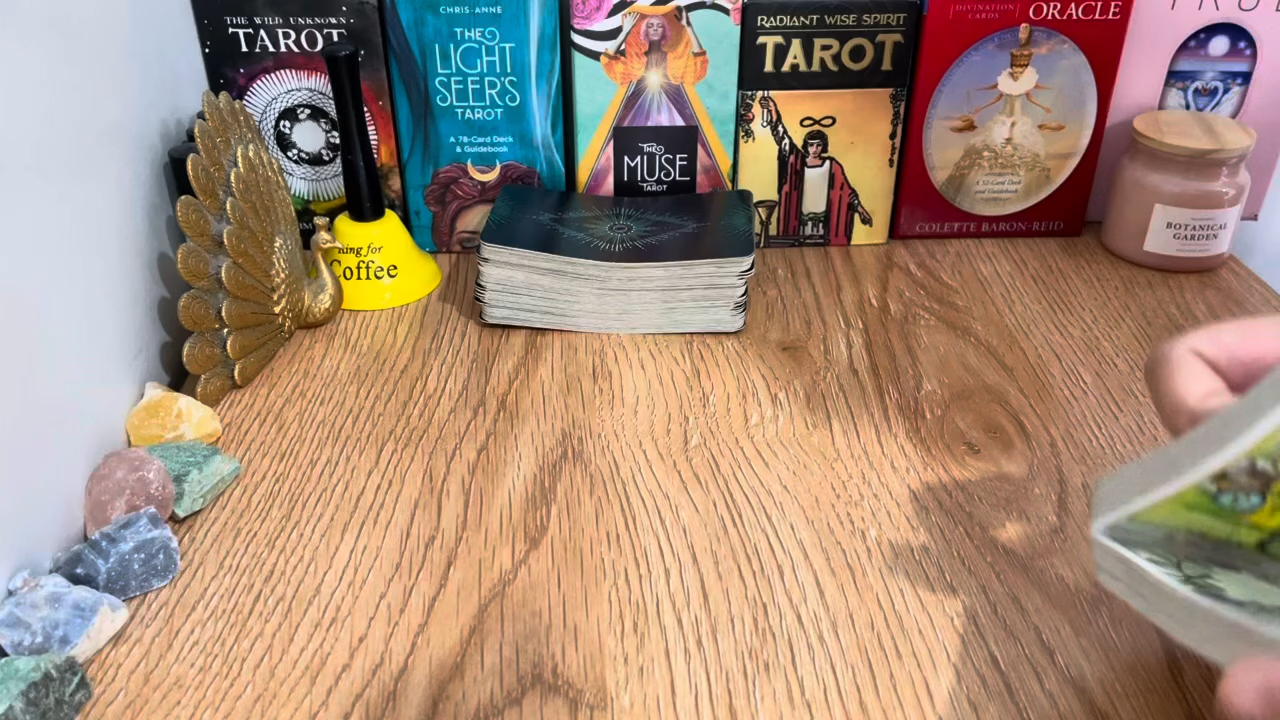 THE WILD UNKNOWN
TAROT
Ring for
Coffee
CHRIS-ANNE
THE
LIGHT
SEER'S
TAROT
A 78-Card Deck
& Guidebook
THE
MUSE
TAROT
RADIANT WISE SPIRIT
TAROT
DIVINATION
CARDS
ORACLE
A 52-Card Deck
and Guidebook
COLETTE BARON-REID
BOTANICAL
GARDEN